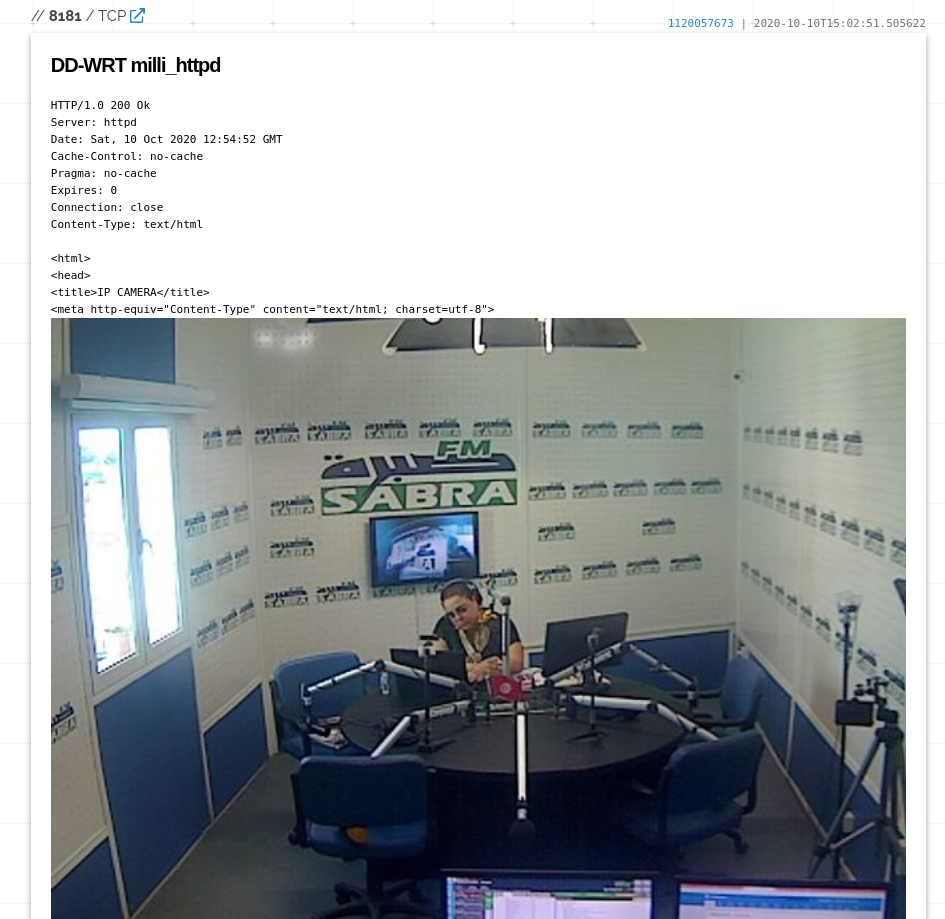 // 8181 / TCP
1120057673 | 2020-10-10T15:02:51.505622
DD-WRT milli_httpd
HTTP/1.0 200 Ok
Server: httpd
Date: Sat, 10 Oct 2020 12:54:52 GMT
Cache-Control: no-cache
Pragma: no-cache
Expires: 0
Connection: close
Content-Type: text/html
<html>
<head>
<title>IP CAMERA</title>
<meta http-equiv="Content-Type" content="text/html; charset=utf-8">
FM
صبرة
SABRA